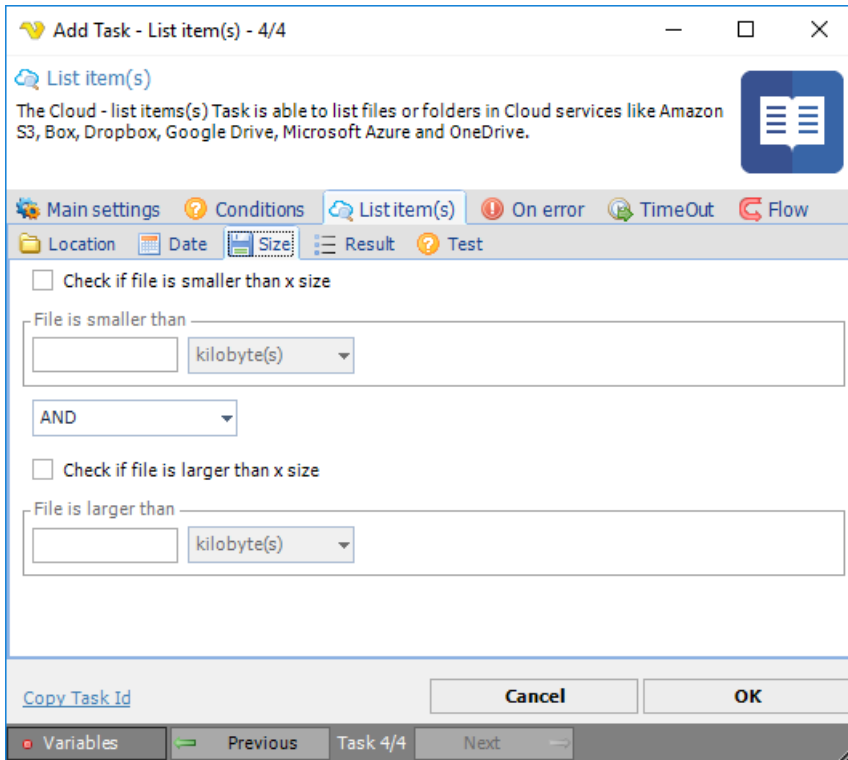 Add Task - List item(s) - 4/4
List item(s)
The Cloud - list items(s) Task is able to list files or folders in Cloud services like Amazon
S3, Box, Dropbox, Google Drive, Microsoft Azure and OneDrive.
Main settings Conditions List item(s) On error TimeOut Flow
Location Date Size Result Test
Check if file is smaller than x size
File is smaller than
kilobyte(s)
AND
Check if file is larger than x size
File is larger than
kilobyte(s)
Copy Task Id Cancel OK
Variables Previous Task 4/4 Next